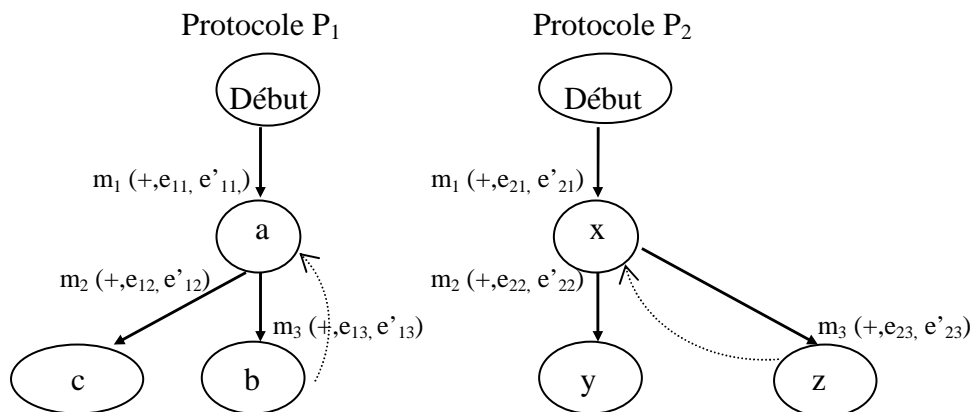 Protocole P₁ Protocole P₂
Début Début
m₁ (+,e₁₁, e’₁₁,) m₁ (+,e₂₁, e’₂₁)
a x
m₂ (+,e₁₂, e’₁₂) m₂ (+,e₂₂, e’₂₂)
m₃ (+,e₁₃, e’₁₃) m₃ (+,e₂₃, e’₂₃)
c b y z